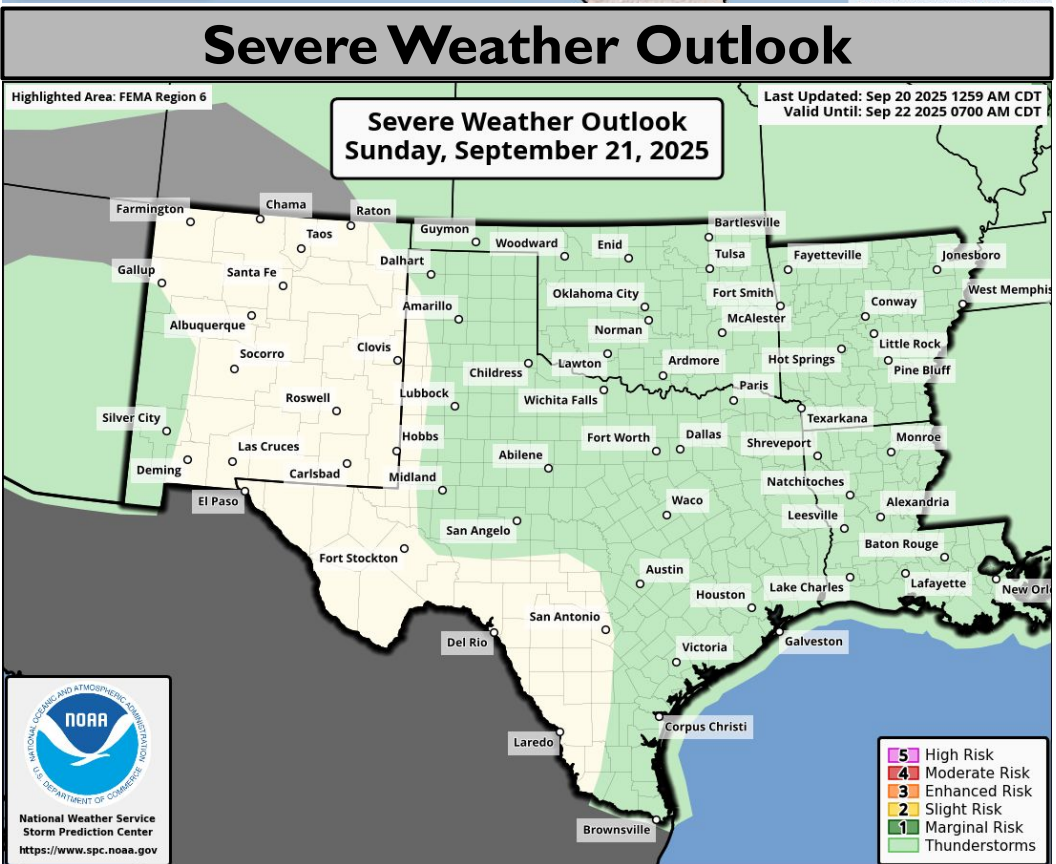 Severe Weather Outlook
Highlighted Area: FEMA Region 6
Severe Weather Outlook
Sunday, September 21, 2025
Last Updated: Sep 20 2025 1259 AM CDT
Valid Until: Sep 22 2025 0700 AM CDT
Farmington
Chama
Raton
Taos
Guymon
Woodward
Enid
Bartlesville
Tulsa
Fayetteville
Jonesboro
Gallup
Santa Fe
Dalhart
Amarillo
Oklahoma City
Fort Smith
Conway
West Memphis
Albuquerque
Norman
McAlester
Little Rock
Socorro
Clovis
Childress
Lawton
Ardmore
Hot Springs
Pine Bluff
Roswell
Lubbock
Wichita Falls
Paris
Texarkana
Silver City
Las Cruces
Hobbs
Abilene
Fort Worth
Dallas
Shreveport
Monroe
Deming
Carlsbad
Midland
Natchitoches
El Paso
San Angelo
Waco
Leesville
Alexandria
Fort Stockton
Baton Rouge
Austin
Houston
Lake Charles
Lafayette
New Orl
San Antonio
Del Rio
Victoria
Galveston
Laredo
Corpus Christi
Brownsville
NATIONAL OCEANIC AND ATMOSPHERIC ADMINISTRATION
NOAA
U.S. DEPARTMENT OF COMMERCE
National Weather Service
Storm Prediction Center
https://www.spc.noaa.gov
5 High Risk
4 Moderate Risk
3 Enhanced Risk
2 Slight Risk
1 Marginal Risk
Thunderstorms